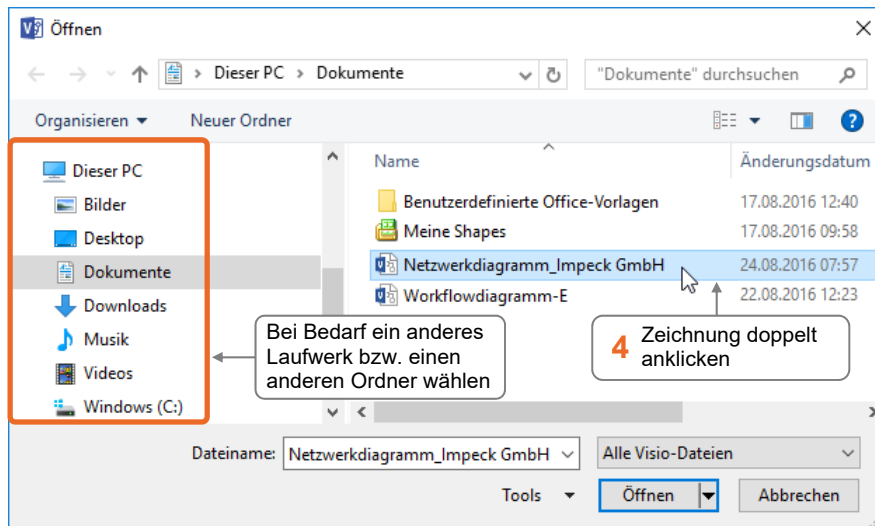 Öffnen
Dieser PC > Dokumente
"Dokumente" durchsuchen
Organisieren
Neuer Ordner
Dieser PC
Bilder
Desktop
Dokumente
Downloads
Musik
Videos
Windows (C:)
Name
Änderungsdatum
Benutzerdefinierte Office-Vorlagen
17.08.2016 12:40
Meine Shapes
17.08.2016 09:58
Netzwerkdiagramm_Impeck GmbH
24.08.2016 07:57
Workflowdiagramm-E
22.08.2016 12:23
Bei Bedarf ein anderes
Laufwerk bzw. einen
anderen Ordner wählen
4 Zeichnung doppelt
anklicken
Dateiname: Netzwerkdiagramm_Impeck GmbH
Alle Visio-Dateien
Tools
Öffnen
Abbrechen